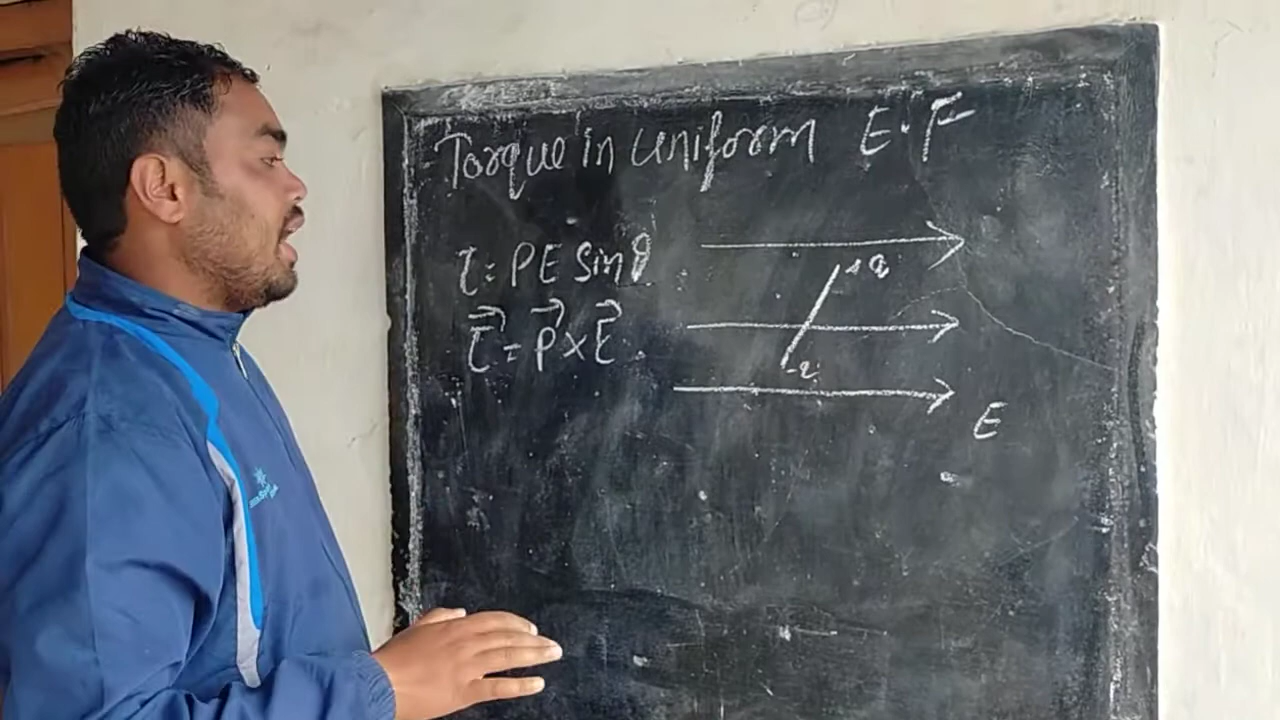 Torque in uniform E.F
τ = PE Sinθ
τ⃗ = P⃗ × E⃗
+q
-q
E